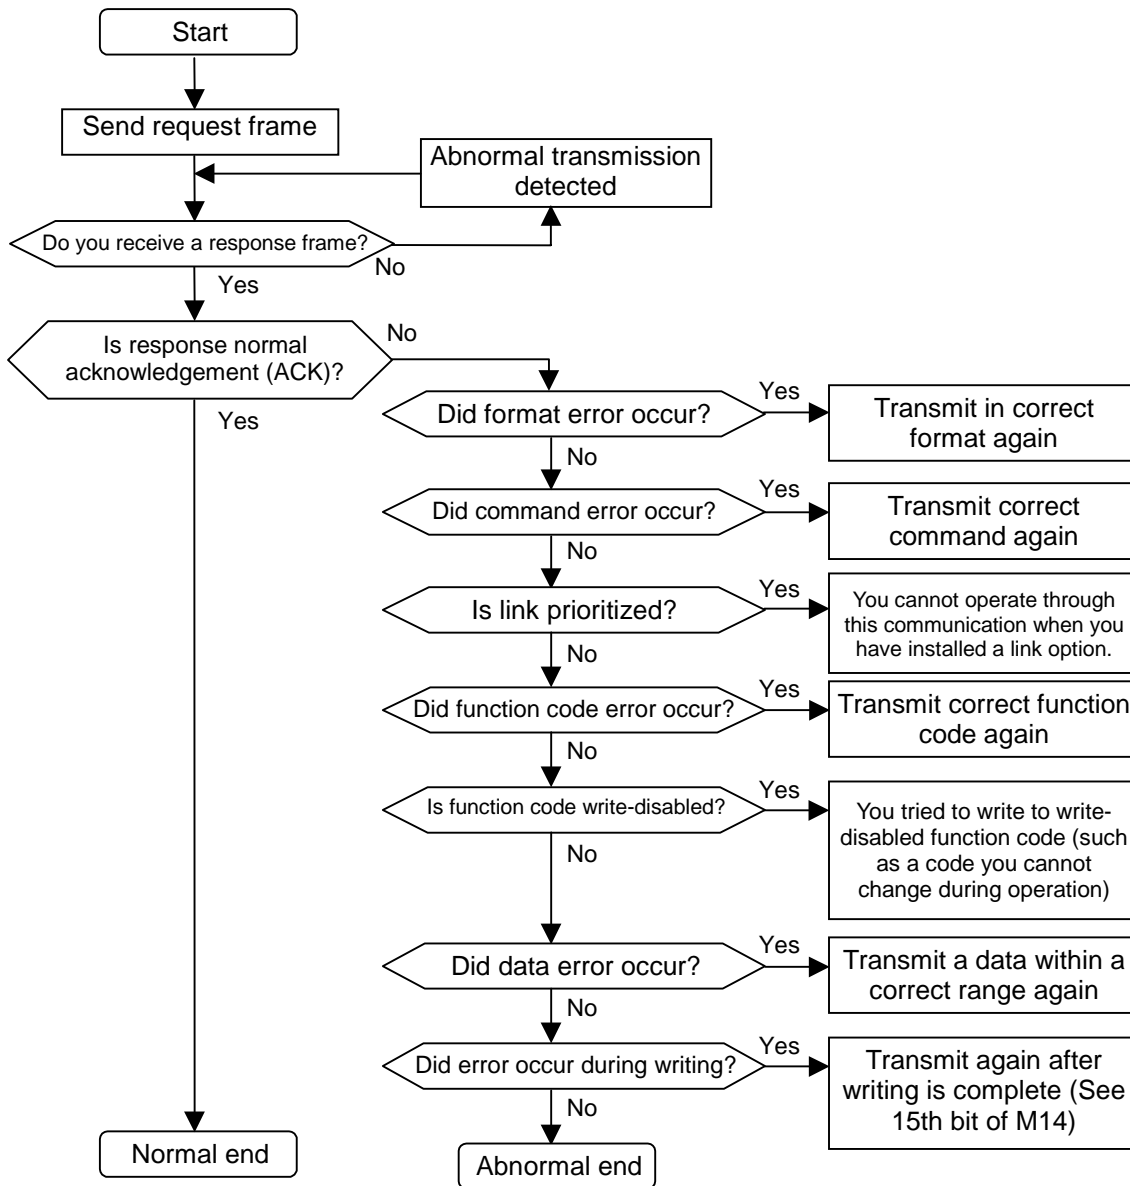 Start
Send request frame
Abnormal transmission
detected
Do you receive a response frame?
No
Yes
Is response normal
acknowledgement (ACK)?
No
Yes
Did format error occur?
Yes
Transmit in correct
format again
No
Did command error occur?
Yes
Transmit correct
command again
No
Is link prioritized?
Yes
You cannot operate through
this communication when you
have installed a link option.
No
Did function code error occur?
Yes
Transmit correct function
code again
No
Is function code write-disabled?
Yes
You tried to write to write-
disabled function code (such
as a code you cannot
change during operation)
No
Did data error occur?
Yes
Transmit a data within a
correct range again
No
Did error occur during writing?
Yes
Transmit again after
writing is complete (See
15th bit of M14)
No
Normal end
Abnormal end